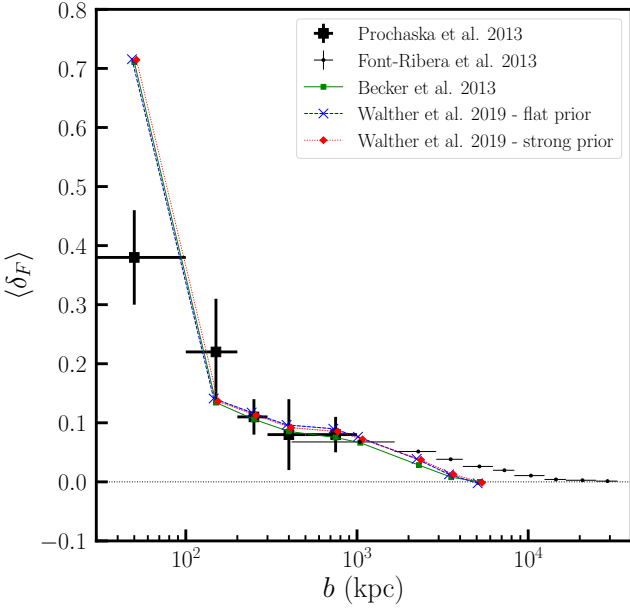 0.8
0.7
0.6
0.5
0.4
0.3
0.2
0.1
0.0
−0.1
⟨δ_F⟩
Prochaska et al. 2013
Font-Ribera et al. 2013
Becker et al. 2013
Walther et al. 2019 - flat prior
Walther et al. 2019 - strong prior
10² 10³ 10⁴
b (kpc)